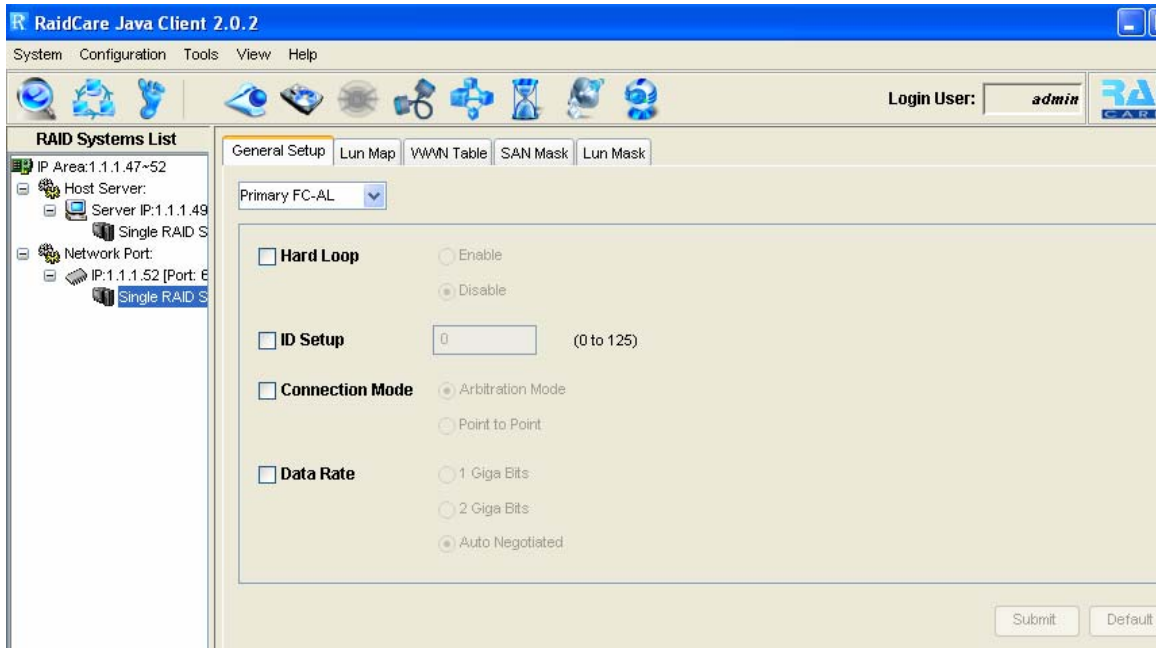 RaidCare Java Client 2.0.2
System Configuration Tools View Help
Login User: admin
RAID Systems List
IP Area:1.1.1.47~52
Host Server:
Server IP:1.1.1.49
Single RAID S
Network Port:
IP:1.1.1.52 [Port: 6
Single RAID S
General Setup Lun Map WWN Table SAN Mask Lun Mask
Primary FC-AL
Hard Loop Enable
Disable
ID Setup 0 (0 to 125)
Connection Mode Arbitration Mode
Point to Point
Data Rate 1 Giga Bits
2 Giga Bits
Auto Negotiated
Submit Default